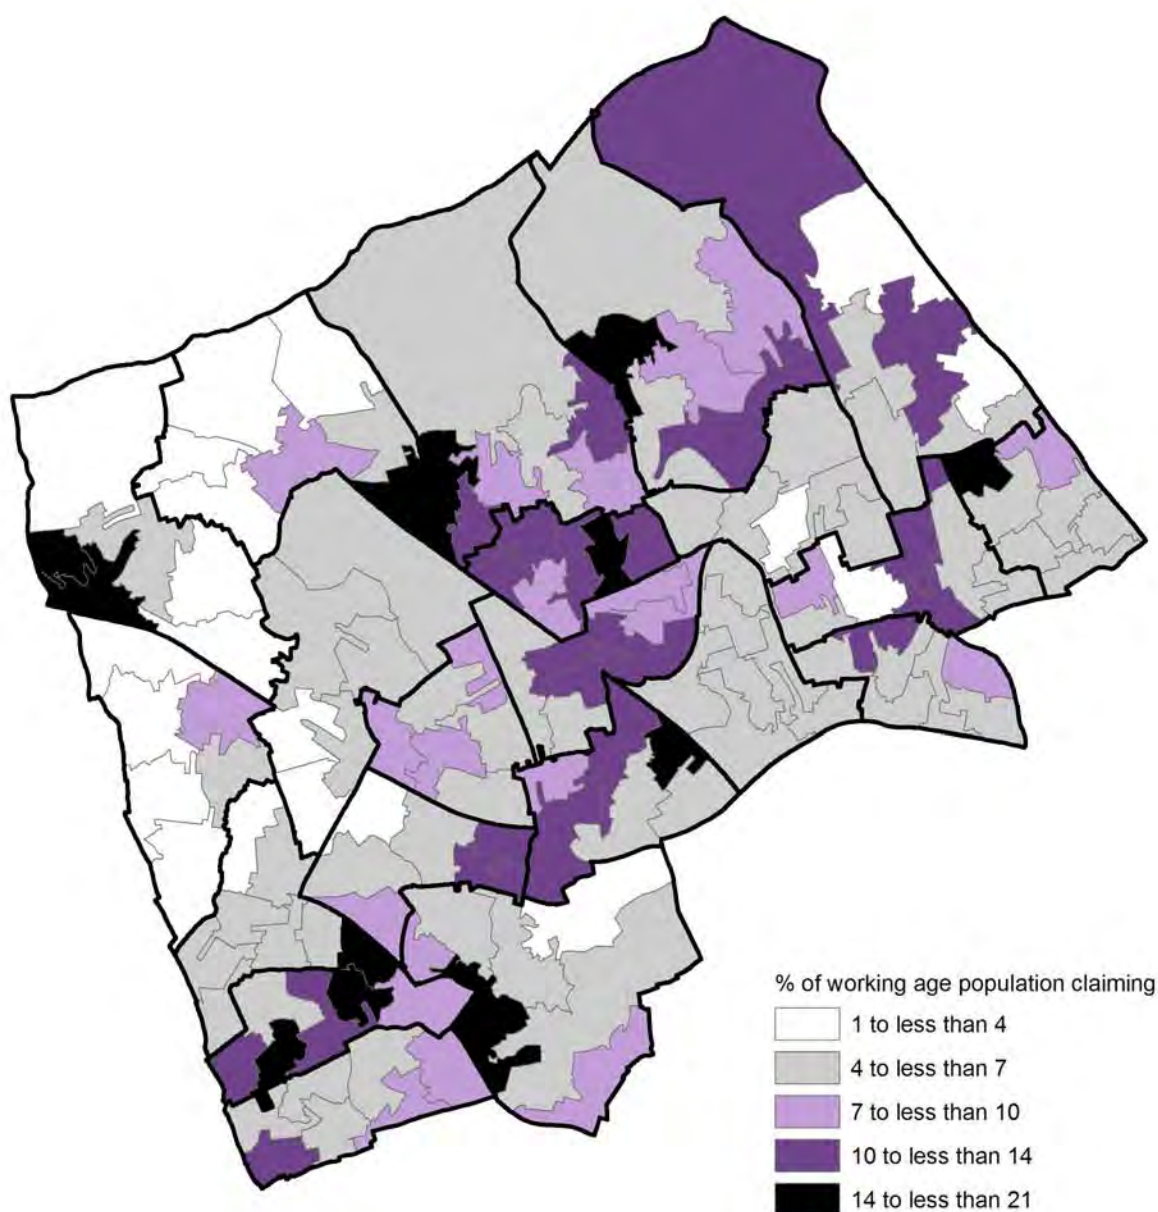 % of working age population claiming
1 to less than 4
4 to less than 7
7 to less than 10
10 to less than 14
14 to less than 21